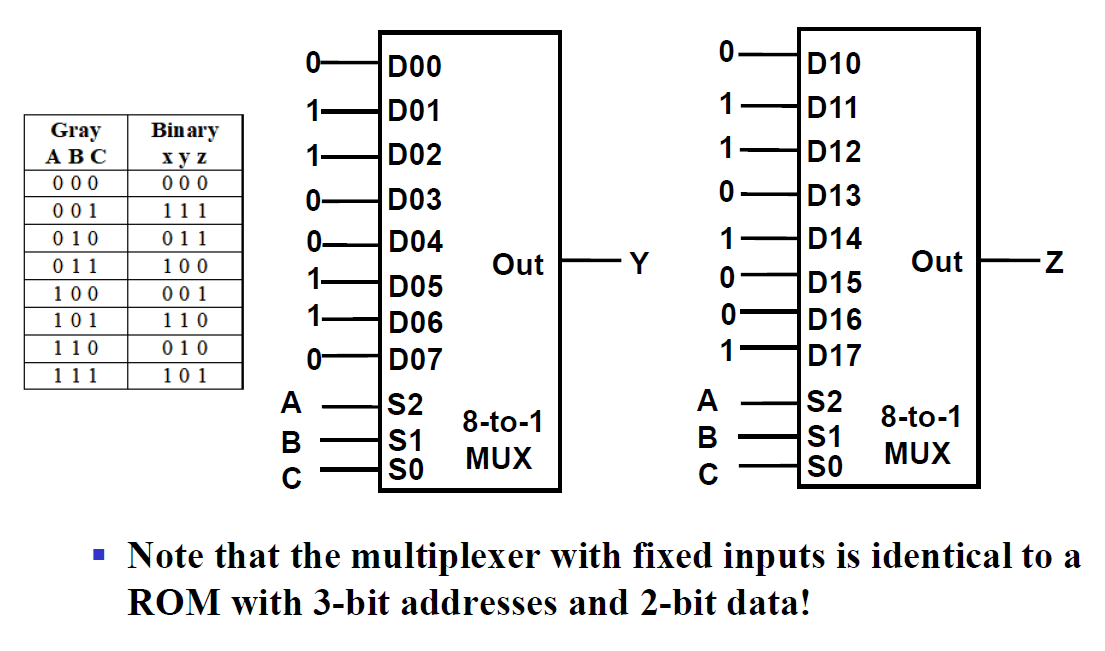 Gray Binary
A B C x y z
0 0 0 0 0 0
0 0 1 1 1 1
0 1 0 0 1 1
0 1 1 1 0 0
1 0 0 0 0 1
1 0 1 1 1 0
1 1 0 0 1 0
1 1 1 1 0 1
0 D00
1 D01
1 D02
0 D03
0 D04
Out Y
1 D05
1 D06
0 D07
A S2
B S1
C S0
8-to-1
MUX
0 D10
1 D11
1 D12
0 D13
1 D14
Out Z
0 D15
0 D16
1 D17
A S2
B S1
C S0
8-to-1
MUX
▪ Note that the multiplexer with fixed inputs is identical to a
ROM with 3-bit addresses and 2-bit data!